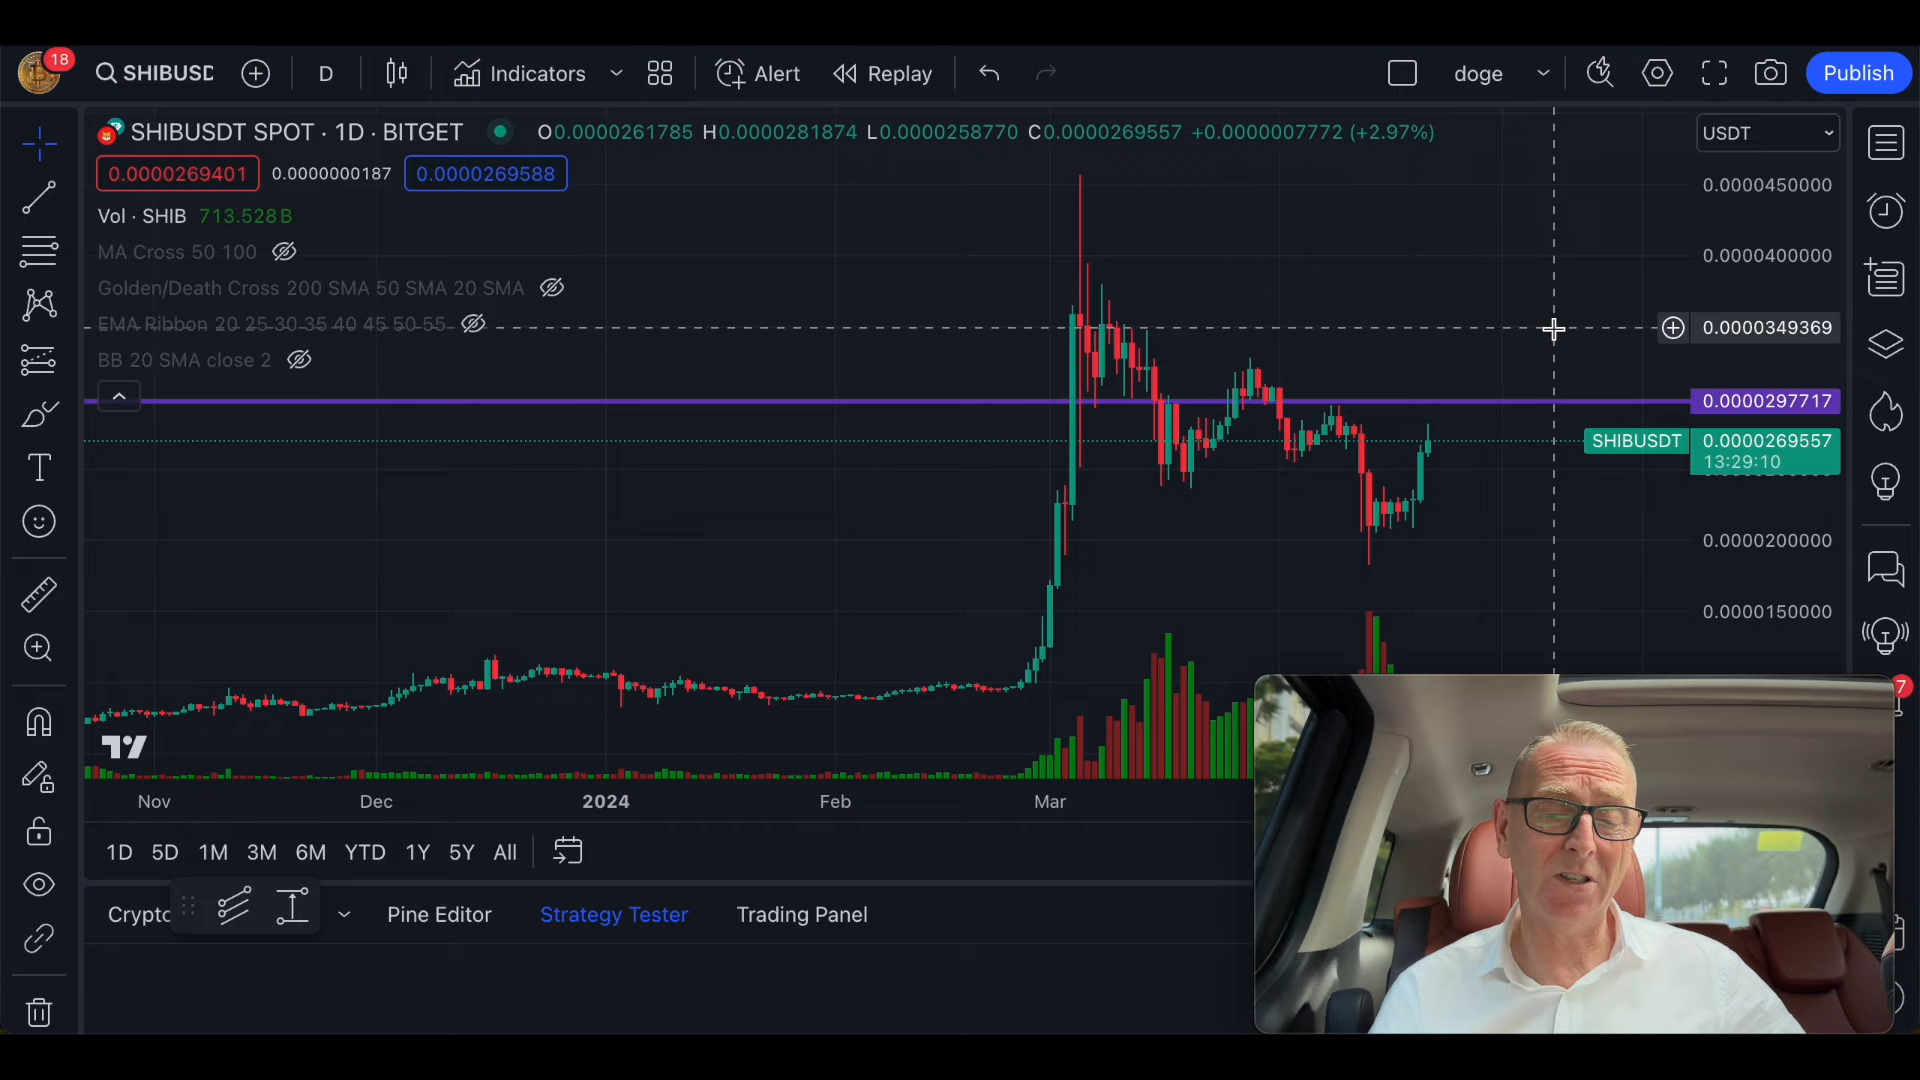 18
SHIBUSD
D
Indicators
Alert
Replay
doge
Publish
SHIBUSDT SPOT · 1D · BITGET
O0.0000261785 H0.0000281874 L0.0000258770 C0.0000269557 +0.0000007772 (+2.97%)
USDT
0.0000269401
0.0000000187
0.0000269588
Vol · SHIB 713.528B
MA Cross 50 100
Golden/Death Cross 200 SMA 50 SMA 20 SMA
EMA Ribbon 20 25 30 35 40 45 50 55
BB 20 SMA close 2
0.0000450000
0.0000400000
0.0000349369
0.0000297717
SHIBUSDT 0.0000269557
13:29:10
0.0000200000
0.0000150000
7
Nov
Dec
2024
Feb
Mar
1D 5D 1M 3M 6M YTD 1Y 5Y All
Crypto
Pine Editor
Strategy Tester
Trading Panel